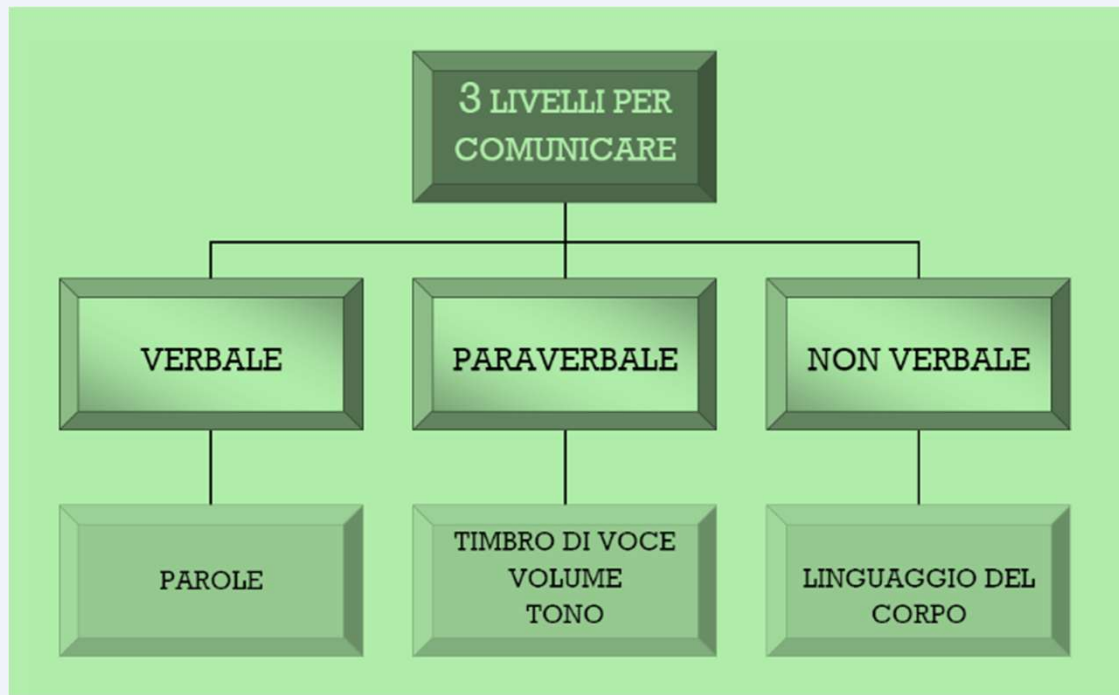 3 LIVELLI PER
COMUNICARE
VERBALE
PARAVERBALE
NON VERBALE
PAROLE
TIMBRO DI VOCE
VOLUME
TONO
LINGUAGGIO DEL
CORPO